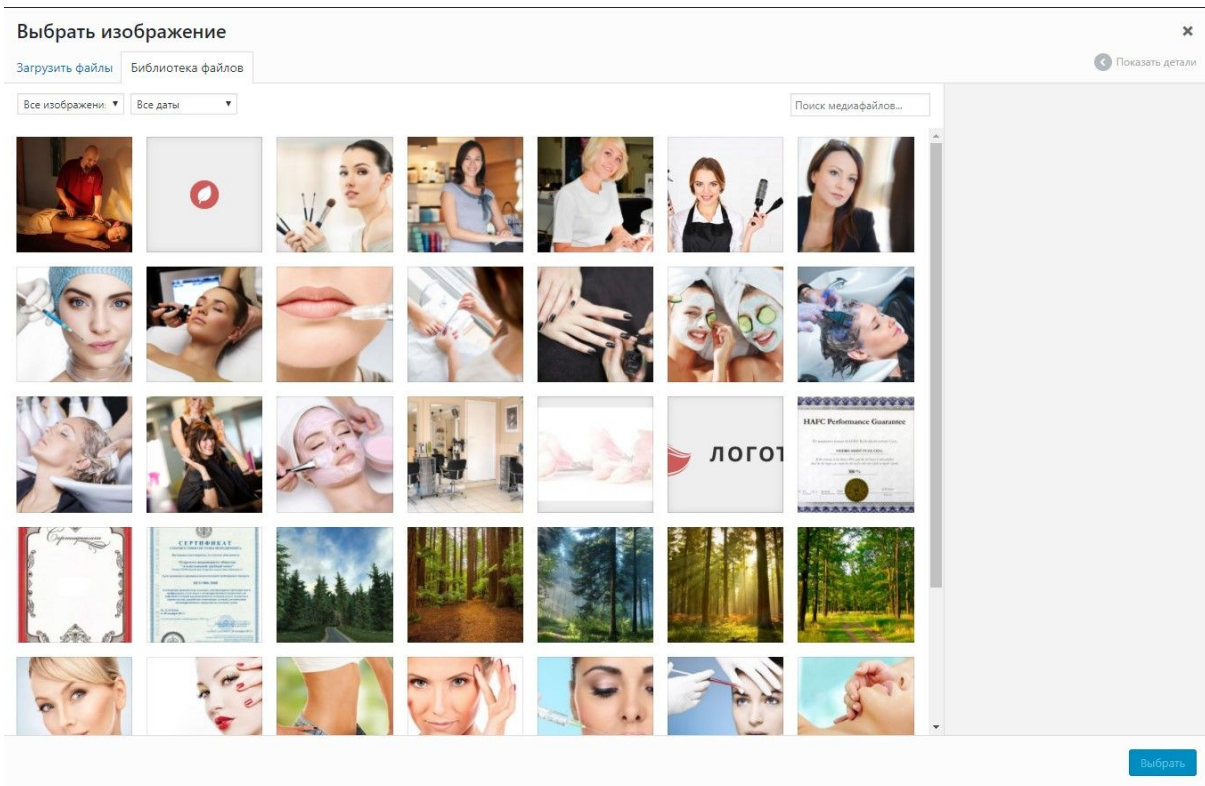 Выбрать изображение
Загрузить файлы
Библиотека файлов
Показать детали
Все изображени
Все даты
Поиск медиафайлов...
ЛОГОТ
HAFC Performance Guarantee
СЕРТИФИКАТ
Выбрать